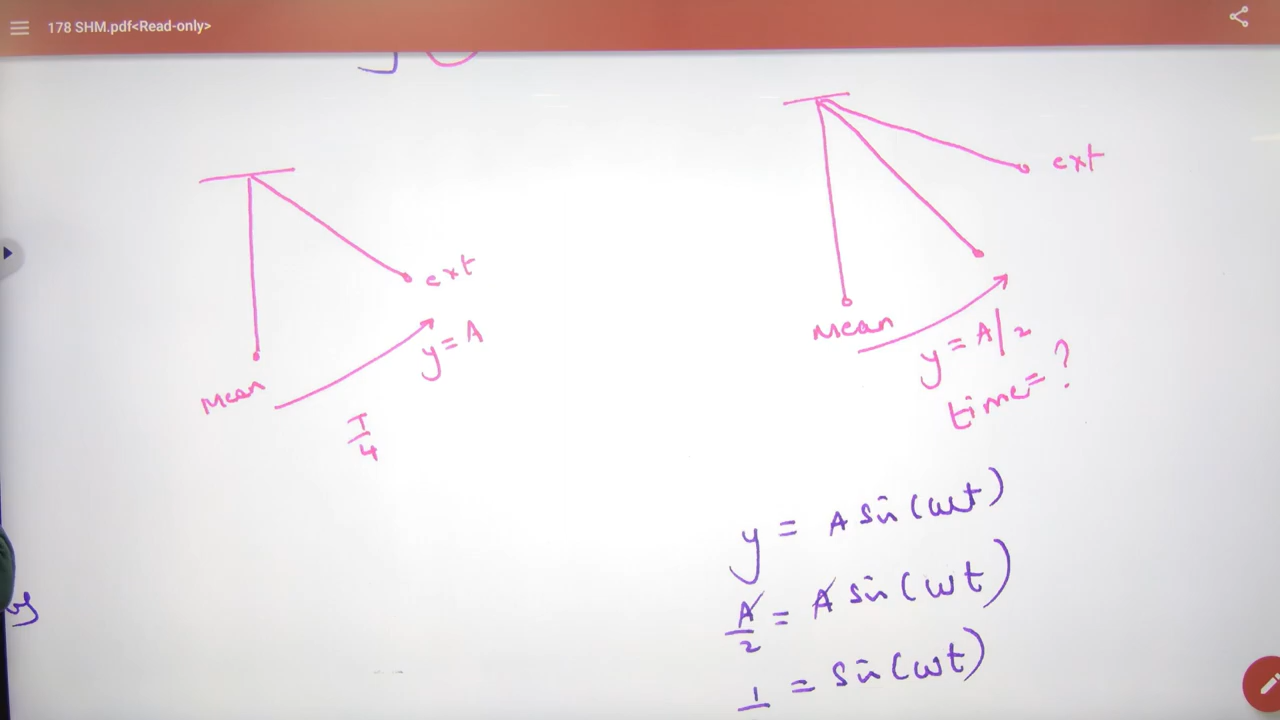 178 SHM.pdf<Read-only>
ext
y = A
Mean
T/4
ext
Mean
y = A/2
time = ?
y = A sin(ωt)
A/2 = A sin(ωt)
1 = sin(ωt)